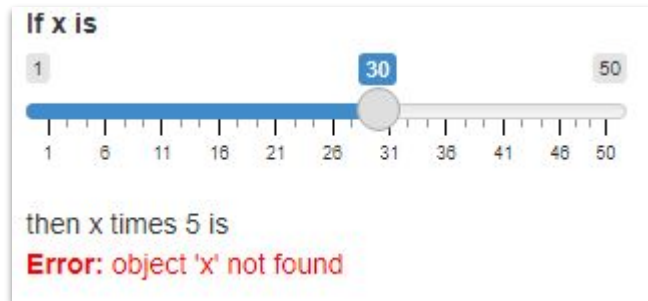 If x is
1 30 50
1 6 11 16 21 26 31 36 41 46 50
then x times 5 is
Error: object 'x' not found